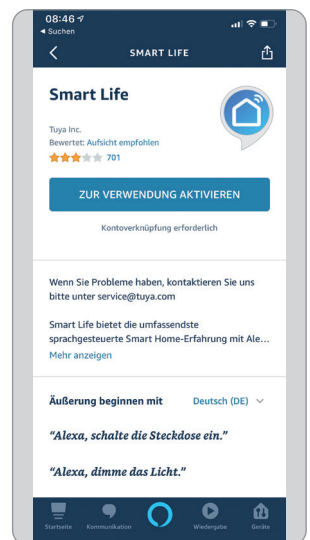 08:46
Suchen
SMART LIFE
Smart Life
Tuya Inc.
Bewertet: Aufsicht empfohlen
701
ZUR VERWENDUNG AKTIVIEREN
Kontoverknüpfung erforderlich
Wenn Sie Probleme haben, kontaktieren Sie uns
bitte unter service@tuya.com
Smart Life bietet die umfassendste
sprachgesteuerte Smart Home-Erfahrung mit Ale...
Mehr anzeigen
Äußerung beginnen mit Deutsch (DE)
“Alexa, schalte die Steckdose ein.”
“Alexa, dimme das Licht.”
Startseite Kommunikation Wiedergabe Geräte